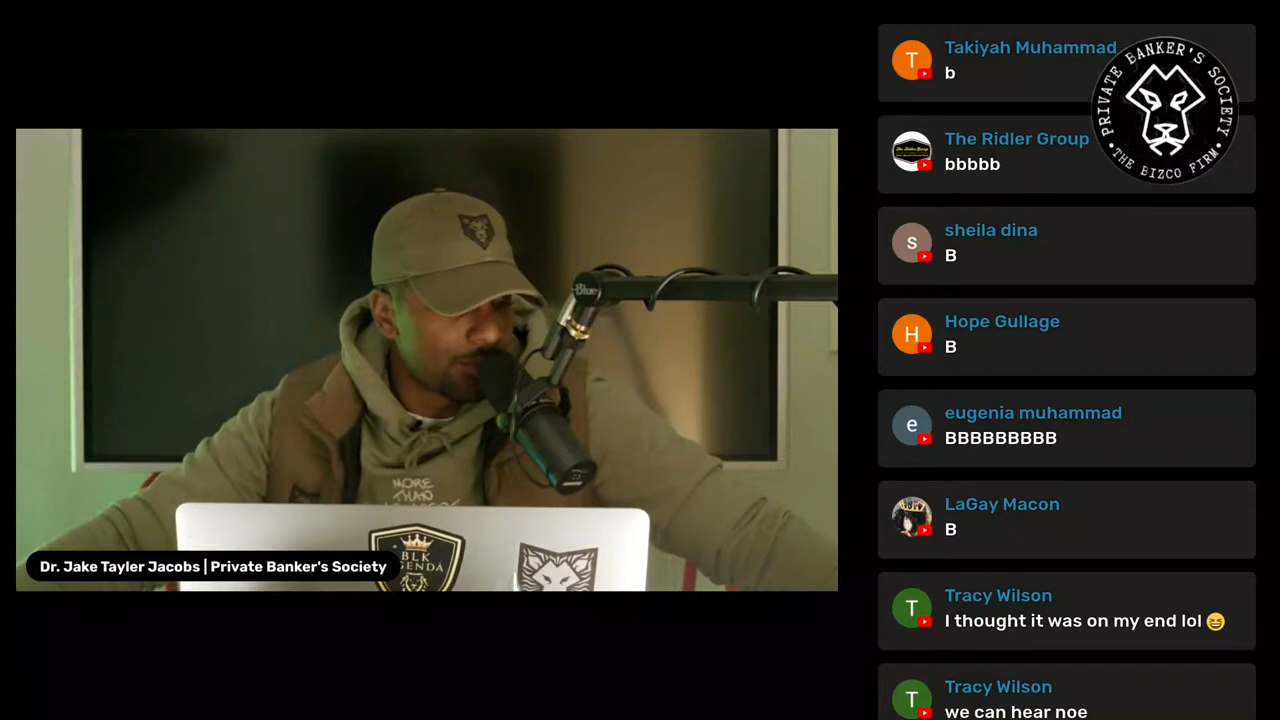 Takiyah Muhammad
b
PRIVATE BANKER'S SOCIETY
• THE BIZCO FIRM •
The Ridler Group
bbbbb
sheila dina
B
Hope Gullage
B
eugenia muhammad
BBBBBBBBB
LaGay Macon
B
Tracy Wilson
I thought it was on my end lol 😆
Tracy Wilson
we can hear noe
T
s
H
e
T
T
Blue
MORE
THAN
BLK
Dr. Jake Tayler Jacobs | Private Banker's Society